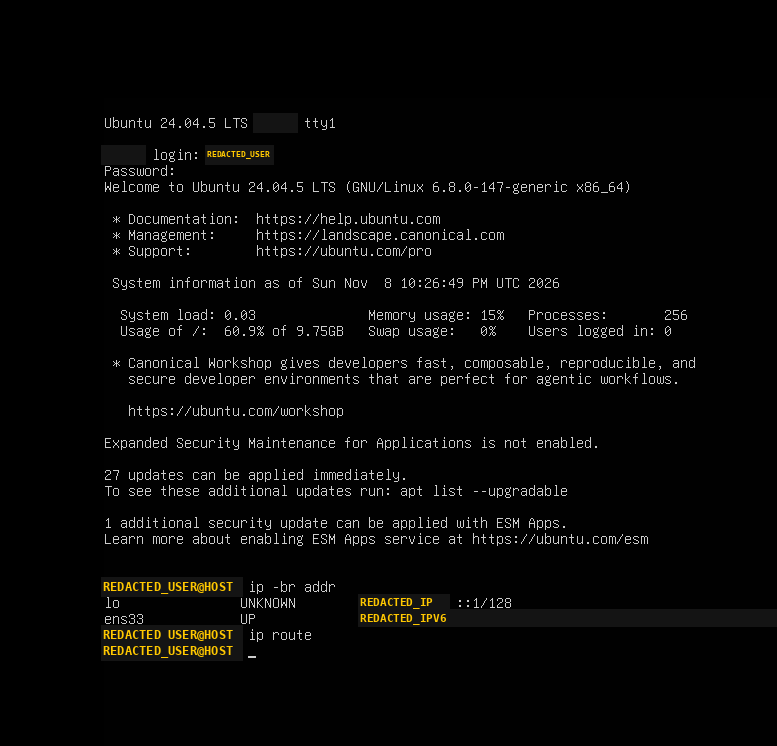 Ubuntu 24.04.5 LTS tty1
login: REDACTED_USER
Password:
Welcome to Ubuntu 24.04.5 LTS (GNU/Linux 6.8.0-147-generic x86_64)
* Documentation: https://help.ubuntu.com
* Management: https://landscape.canonical.com
* Support: https://ubuntu.com/pro
System information as of Sun Nov 8 10:26:49 PM UTC 2026
System load: 0.03 Memory usage: 15% Processes: 256
Usage of /: 60.9% of 9.75GB Swap usage: 0% Users logged in: 0
* Canonical Workshop gives developers fast, composable, reproducible, and
secure developer environments that are perfect for agentic workflows.
https://ubuntu.com/workshop
Expanded Security Maintenance for Applications is not enabled.
27 updates can be applied immediately.
To see these additional updates run: apt list --upgradable
1 additional security update can be applied with ESM Apps.
Learn more about enabling ESM Apps service at https://ubuntu.com/esm
REDACTED_USER@HOST ip -br addr
lo UNKNOWN REDACTED_IP ::1/128
ens33 UP REDACTED_IPV6
REDACTED_USER@HOST ip route
REDACTED_USER@HOST _